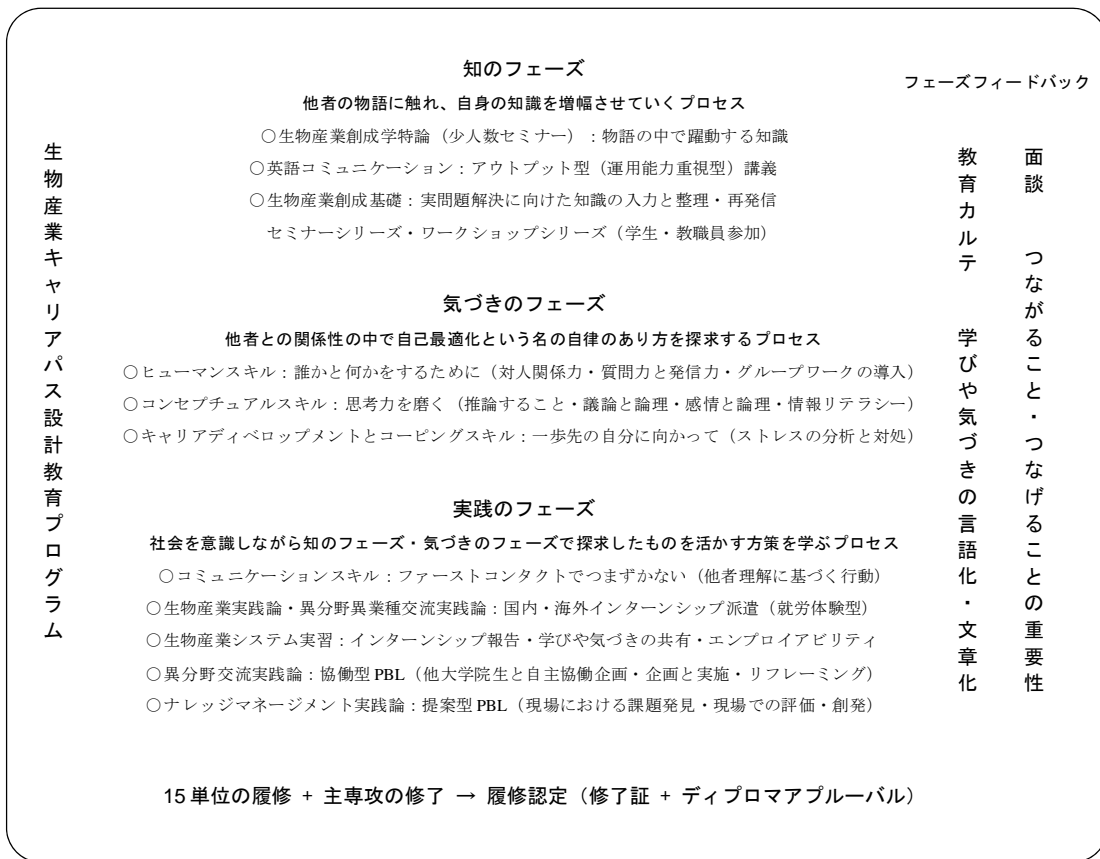 生物産業キャリアパス設計教育プログラム
知のフェーズ
他者の物語に触れ、自身の知識を増幅させていくプロセス
○生物産業創成学特論（少人数セミナー）：物語の中で躍動する知識
○英語コミュニケーション：アウトプット型（運用能力重視型）講義
○生物産業創成基礎：実問題解決に向けた知識の入力と整理・再発信
セミナーシリーズ・ワークショップシリーズ（学生・教職員参加）
気づきのフェーズ
他者との関係性の中で自己最適化という名の自律のあり方を探求するプロセス
○ヒューマンスキル：誰かと何かをするために（対人関係力・質問力と発信力・グループワークの導入）
○コンセプチュアルスキル：思考力を磨く（推論すること・議論と論理・感情と論理・情報リテラシー）
○キャリアディベロップメントとコーピングスキル：一歩先の自分に向かって（ストレスの分析と対処）
実践のフェーズ
社会を意識しながら知のフェーズ・気づきのフェーズで探求したものを活かす方策を学ぶプロセス
○コミュニケーションスキル：ファーストコンタクトでつまずかない（他者理解に基づく行動）
○生物産業実践論・異分野異業種交流実践論：国内・海外インターンシップ派遣（就労体験型）
○生物産業システム実習：インターンシップ報告・学びや気づきの共有・エンプロイアビリティ
○異分野交流実践論：協働型 PBL（他大学院生と自主協働企画・企画と実施・リフレーミング）
○ナレッジマネージメント実践論：提案型 PBL（現場における課題発見・現場での評価・創発）
15 単位の履修 + 主専攻の修了 → 履修認定（修了証 + ディプロマアプルーバル）
フェーズフィードバック
面談　つながること・つなげることの重要性
教育カルテ　学びや気づきの言語化・文章化